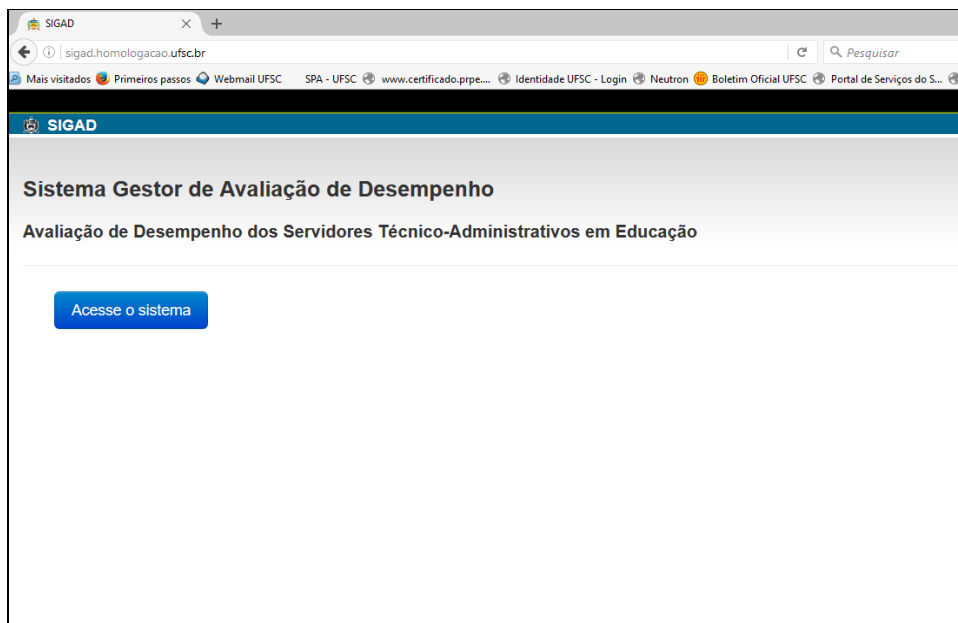 SIGAD
sigad.homologacao.ufsc.br
Pesquisar
Mais visitados Primeiros passos Webmail UFSC SPA - UFSC www.certificado.prpe.... Identidade UFSC - Login Neutron Boletim Oficial UFSC Portal de Serviços do S...
SIGAD
Sistema Gestor de Avaliação de Desempenho
Avaliação de Desempenho dos Servidores Técnico-Administrativos em Educação
Acesse o sistema